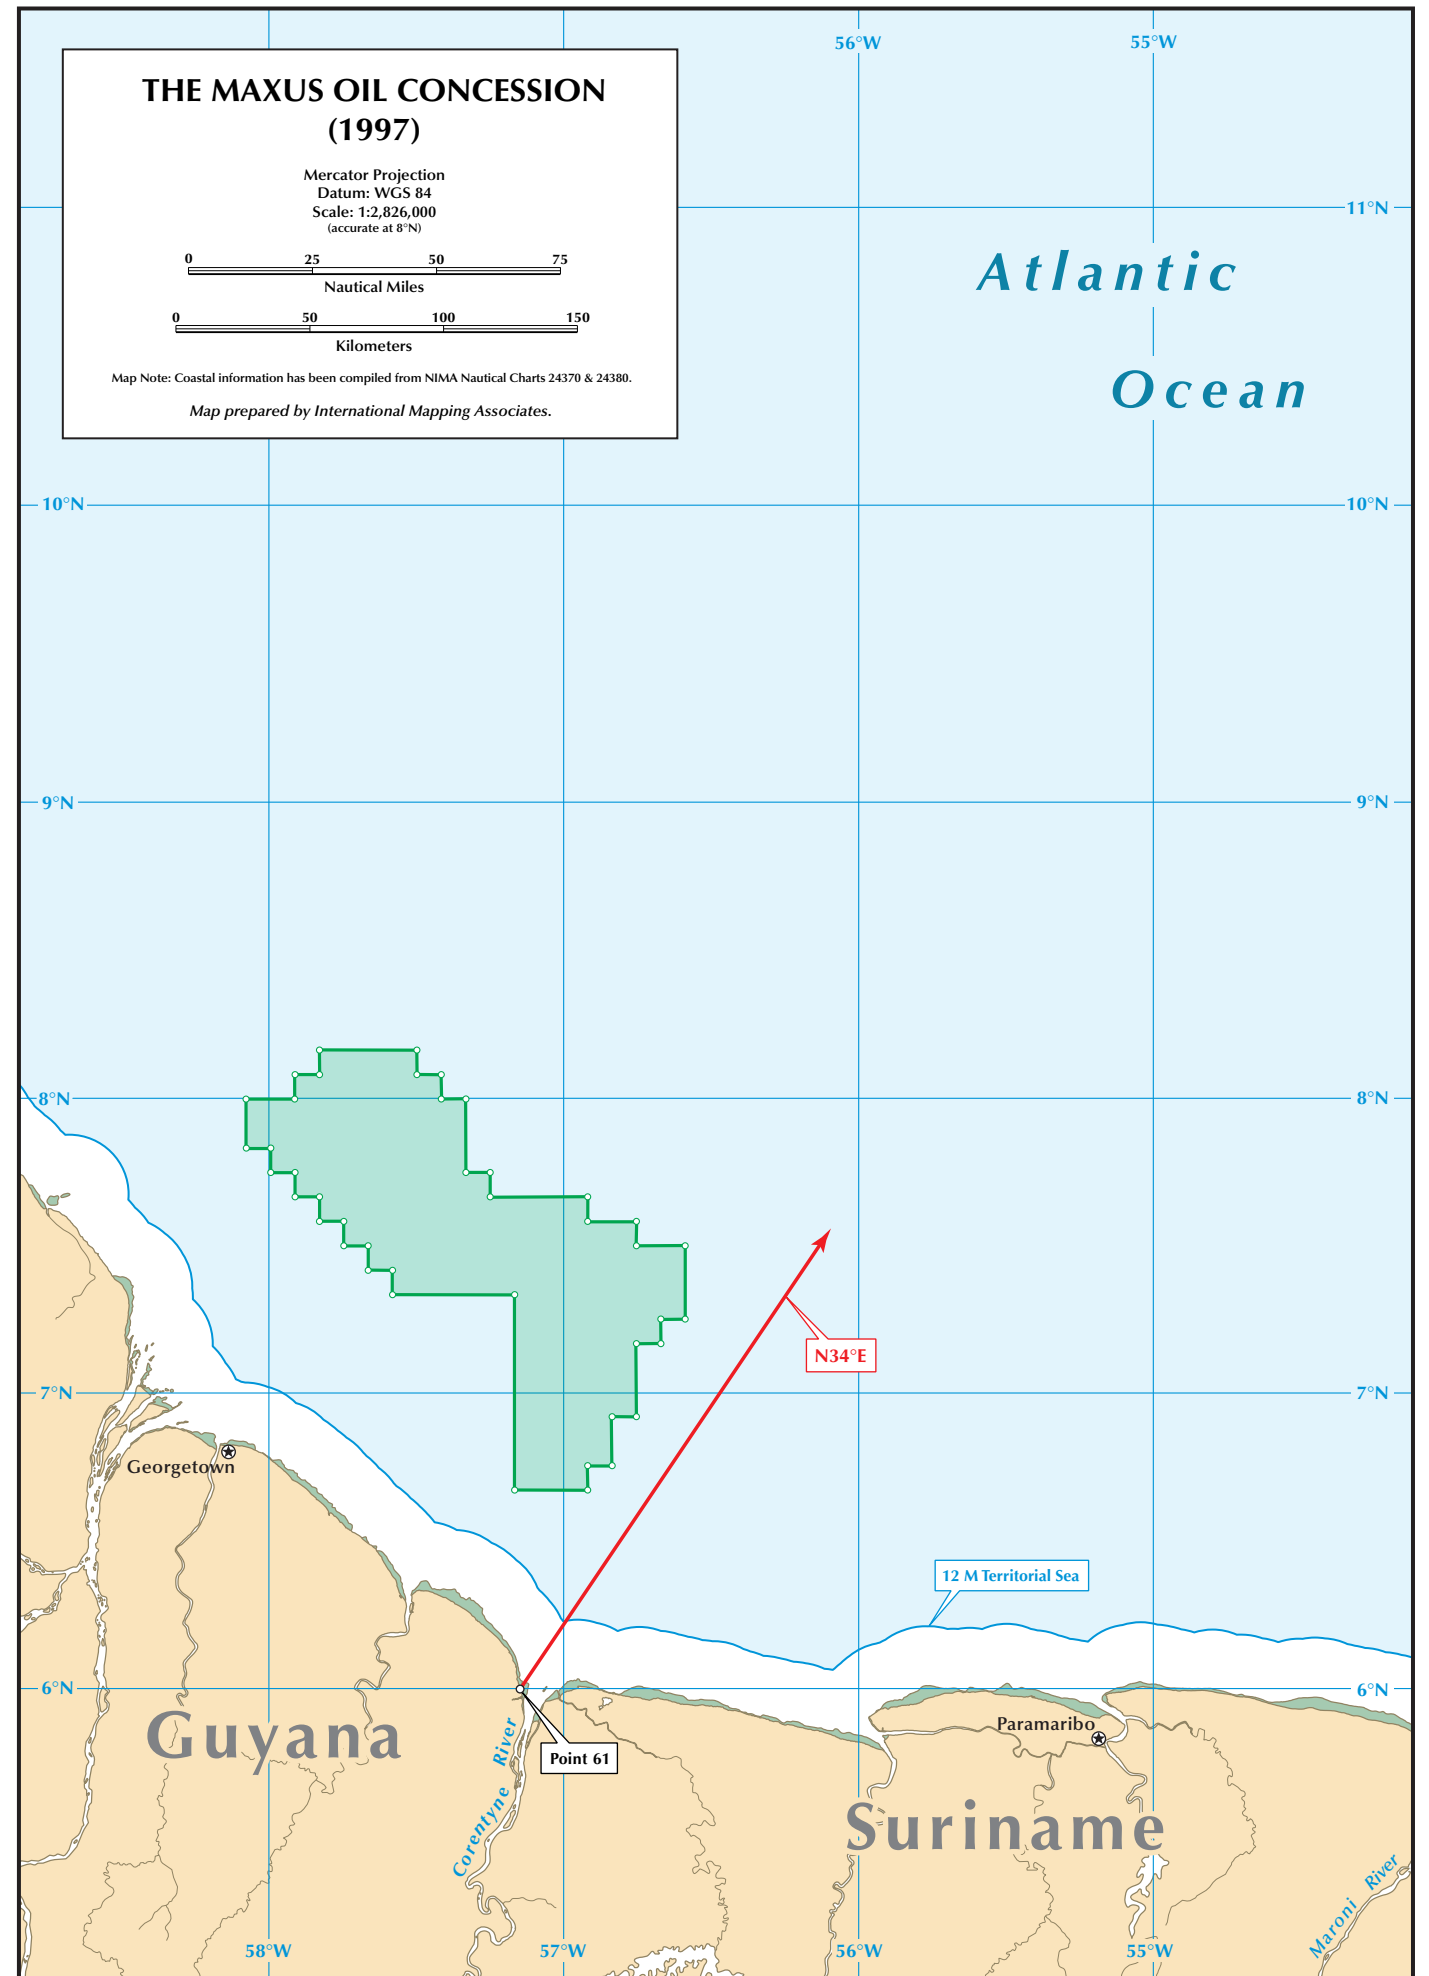 56°W
55°W
THE MAXUS OIL CONCESSION
(1997)
Mercator Projection
Datum: WGS 84
Scale: 1:2,826,000
(accurate at 8°N)
0 25 50 75
Nautical Miles
0 50 100 150
Kilometers
Map Note: Coastal information has been compiled from NIMA Nautical Charts 24370 & 24380.
Map prepared by International Mapping Associates.
11°N
Atlantic
Ocean
10°N
10°N
9°N
9°N
8°N
8°N
N34°E
7°N
7°N
Georgetown
12 M Territorial Sea
6°N
6°N
Guyana
Corentyne River
Point 61
Paramaribo
Suriname
Maroni River
58°W
57°W
56°W
55°W